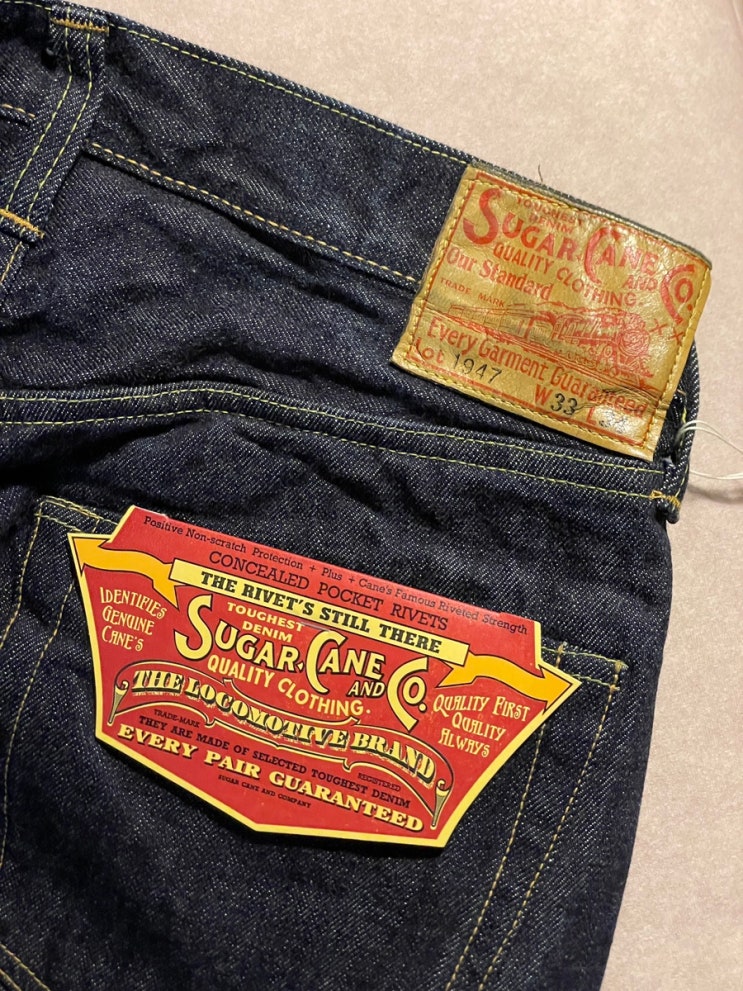 TOUGHEST
DENIM
SUGAR CANE AND CO.
QUALITY CLOTHING.
Our Standard
TRADE MARK
XX
Every Garment Guaranteed
Lot 1947
W 33 L
Positive Non-scratch Protection + Plus + Cane's Famous Riveted Strength
CONCEALED POCKET RIVETS
THE RIVET'S STILL THERE
IDENTIFIES
GENUINE
CANE'S
TOUGHEST
DENIM
SUGAR CANE AND CO.
QUALITY CLOTHING.
QUALITY FIRST
QUALITY
ALWAYS
THE LOCOMOTIVE BRAND
TRADE-MARK
REGISTERED
THEY ARE MADE OF SELECTED TOUGHEST DENIM
EVERY PAIR GUARANTEED
SUGAR CANE AND COMPANY